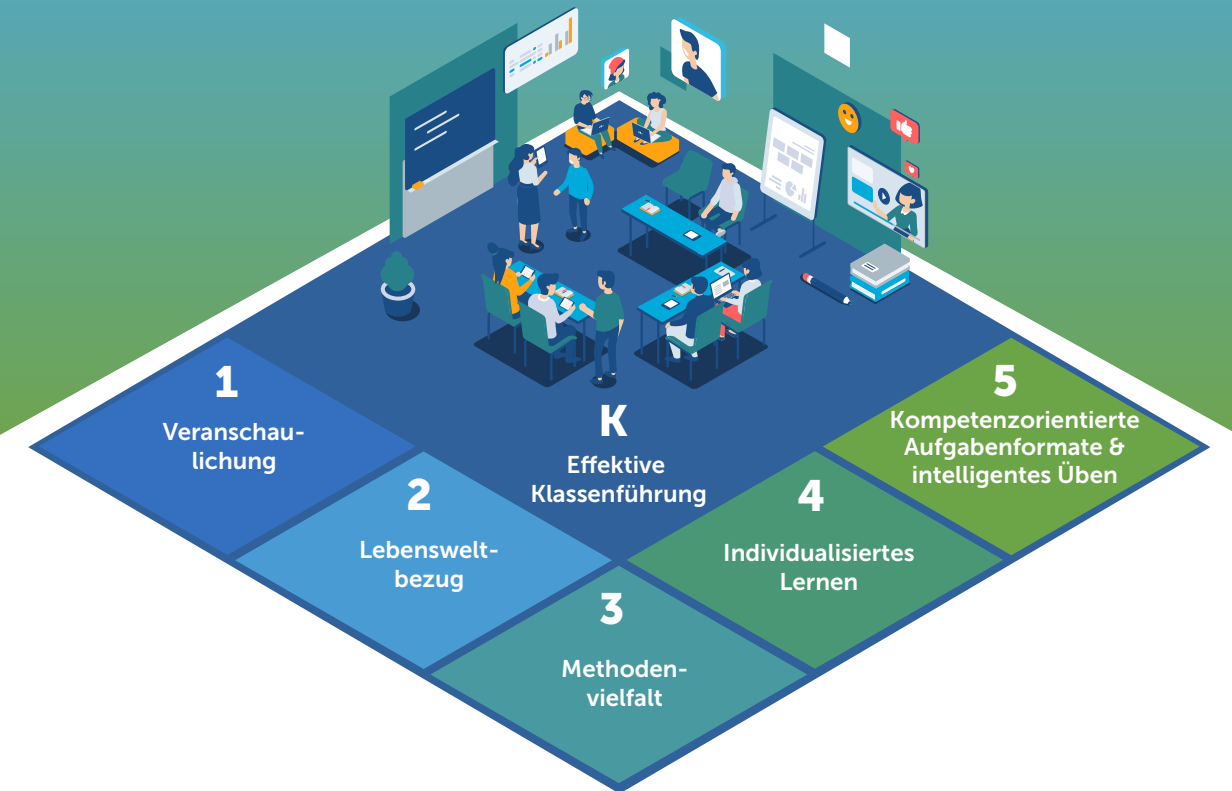 1
Veranschau-
lichung
2
Lebenswelt-
bezug
3
Methoden-
vielfalt
K
Effektive
Klassenführung
4
Individualisiertes
Lernen
5
Kompetenzorientierte
Aufgabenformate &
intelligentes Üben